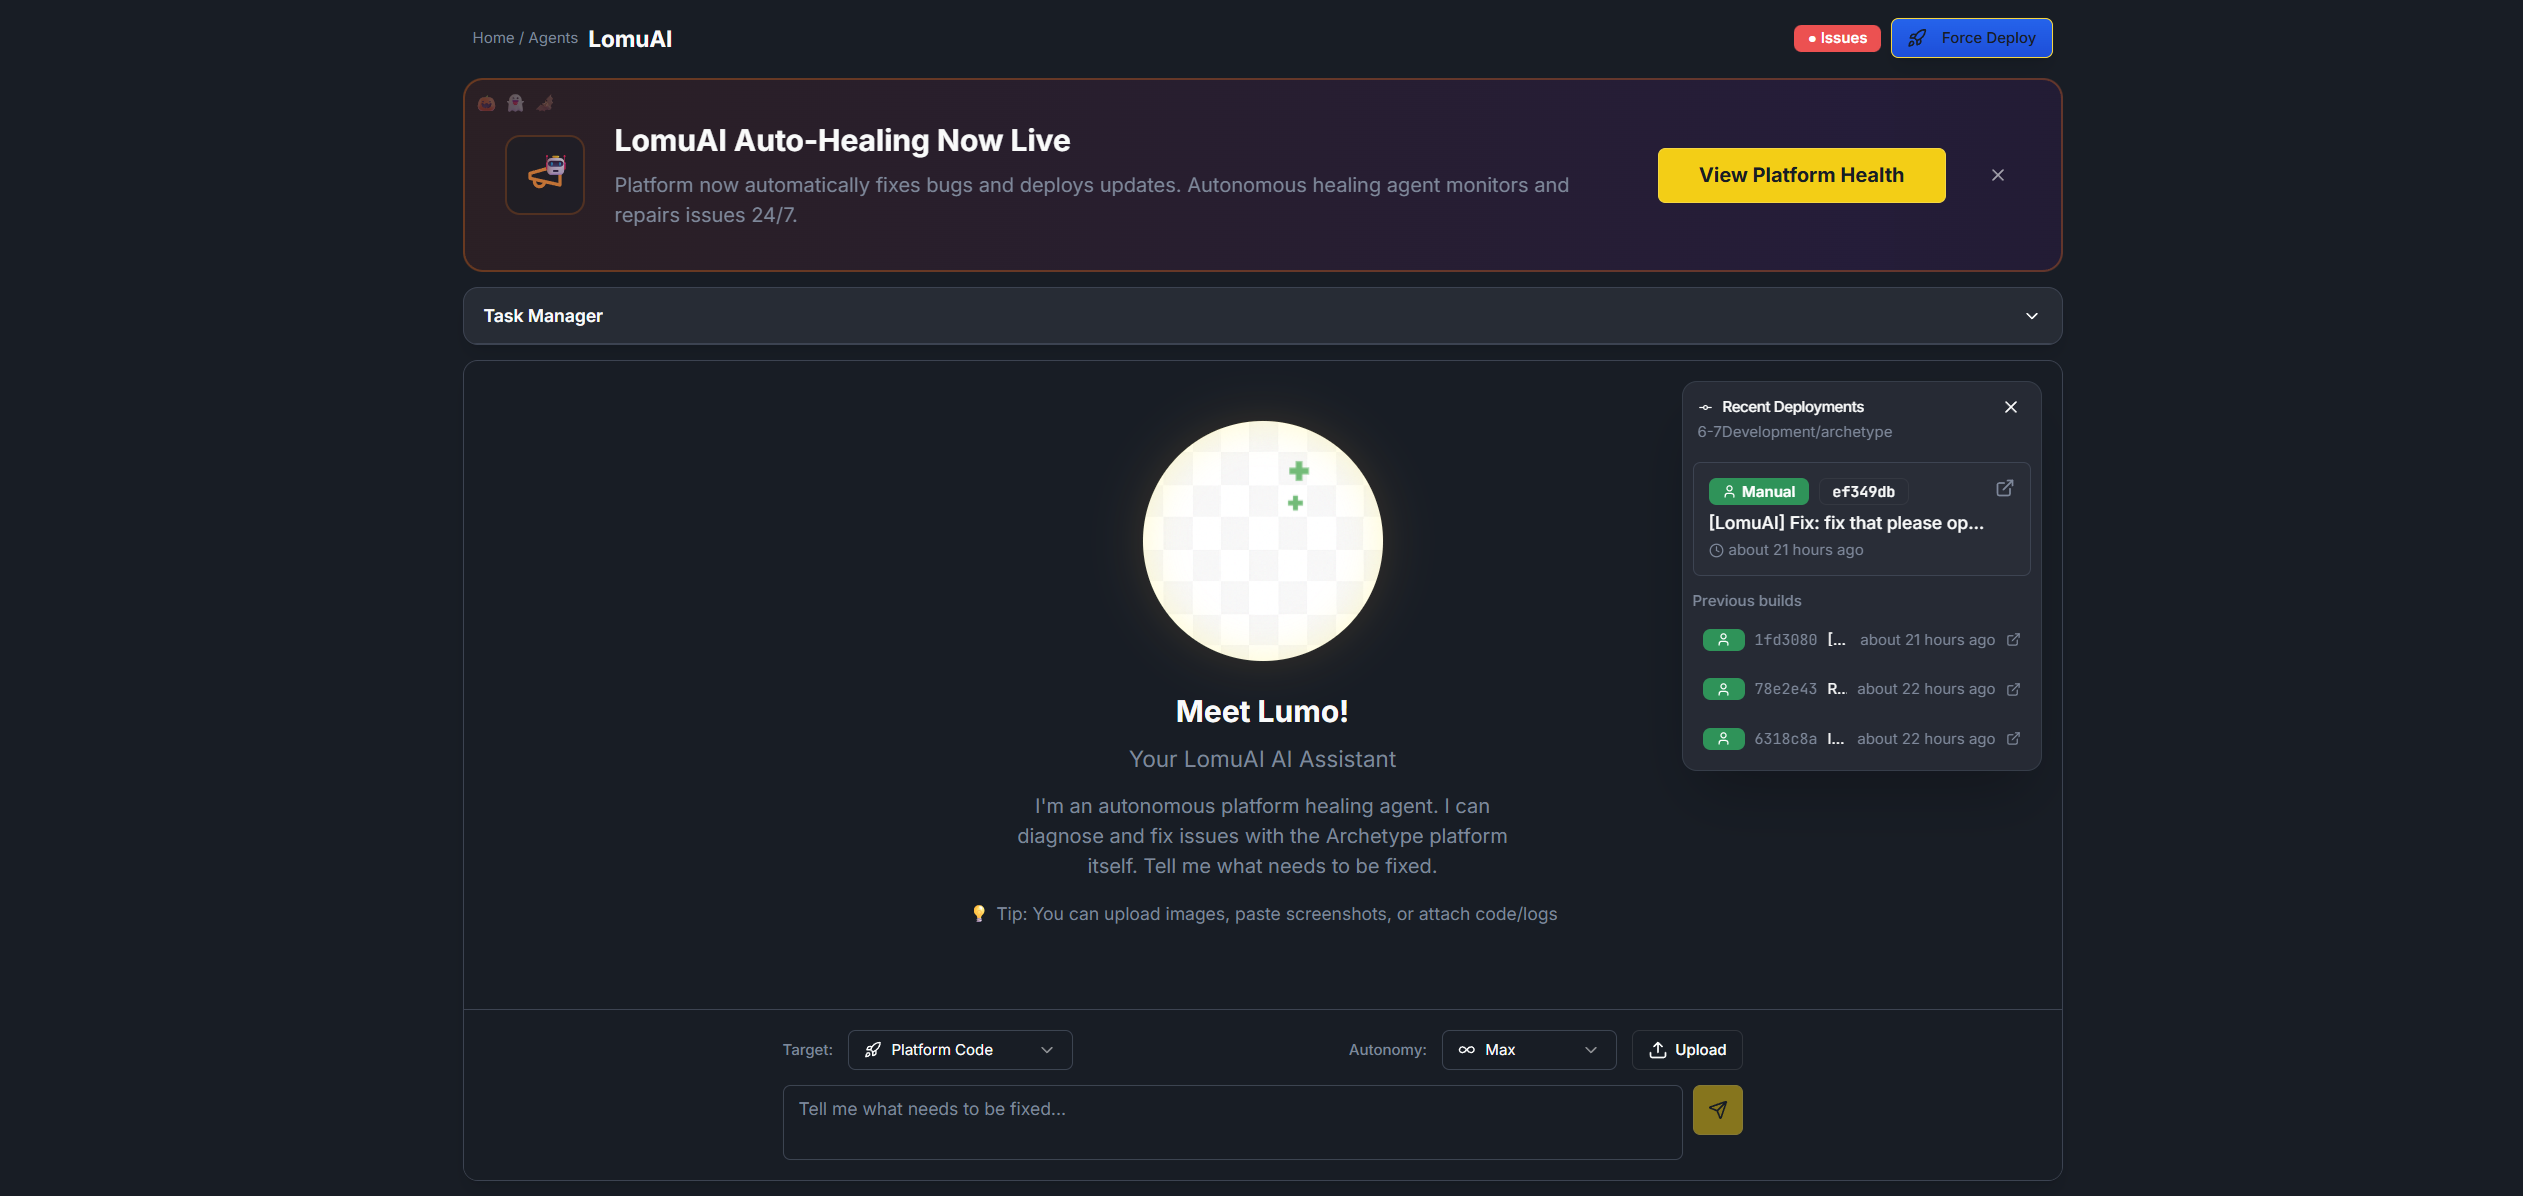 Home / Agents LomuAI
• Issues
Force Deploy
LomuAI Auto-Healing Now Live
Platform now automatically fixes bugs and deploys updates. Autonomous healing agent monitors and
repairs issues 24/7.
View Platform Health
Task Manager
Recent Deployments
6-7Development/archetype
Manual ef349db
[LomuAI] Fix: fix that please op...
about 21 hours ago
Previous builds
1fd3080 [... about 21 hours ago
78e2e43 R... about 22 hours ago
6318c8a I... about 22 hours ago
Meet Lumo!
Your LomuAI AI Assistant
I'm an autonomous platform healing agent. I can
diagnose and fix issues with the Archetype platform
itself. Tell me what needs to be fixed.
Tip: You can upload images, paste screenshots, or attach code/logs
Target: Platform Code
Autonomy: Max
Upload
Tell me what needs to be fixed...